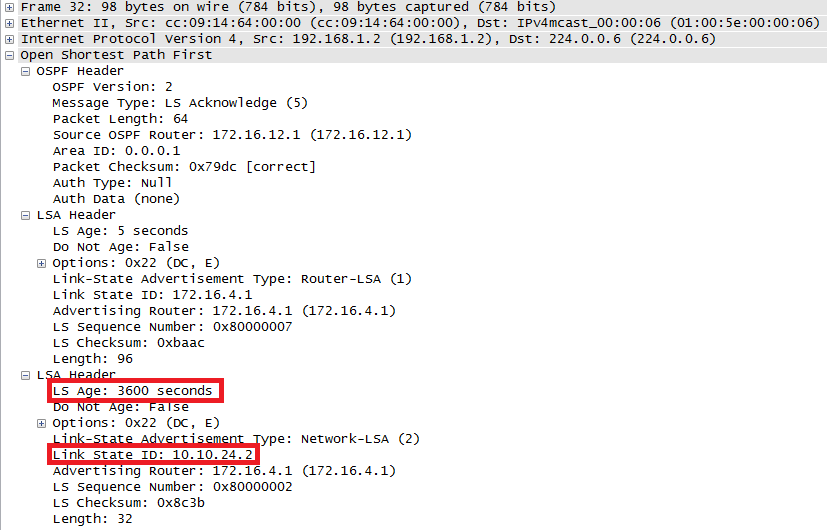 Frame 32: 98 bytes on wire (784 bits), 98 bytes captured (784 bits)
Ethernet II, Src: cc:09:14:64:00:00 (cc:09:14:64:00:00), Dst: IPv4mcast_00:00:06 (01:00:5e:00:00:06)
Internet Protocol Version 4, Src: 192.168.1.2 (192.168.1.2), Dst: 224.0.0.6 (224.0.0.6)
Open Shortest Path First
OSPF Header
OSPF Version: 2
Message Type: LS Acknowledge (5)
Packet Length: 64
Source OSPF Router: 172.16.12.1 (172.16.12.1)
Area ID: 0.0.0.1
Packet Checksum: 0x79dc [correct]
Auth Type: Null
Auth Data (none)
LSA Header
LS Age: 5 seconds
Do Not Age: False
Options: 0x22 (DC, E)
Link-State Advertisement Type: Router-LSA (1)
Link State ID: 172.16.4.1
Advertising Router: 172.16.4.1 (172.16.4.1)
LS Sequence Number: 0x80000007
LS Checksum: 0xbaac
Length: 96
LSA Header
LS Age: 3600 seconds
Do Not Age: False
Options: 0x22 (DC, E)
Link-State Advertisement Type: Network-LSA (2)
Link State ID: 10.10.24.2
Advertising Router: 172.16.4.1 (172.16.4.1)
LS Sequence Number: 0x80000002
LS Checksum: 0x8c3b
Length: 32